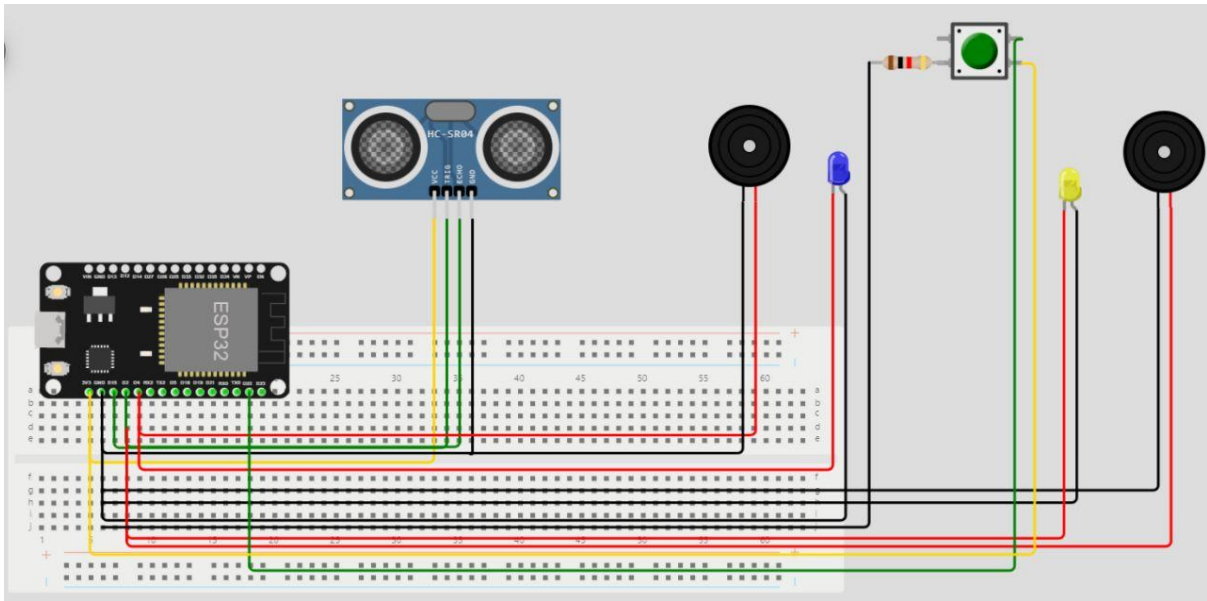 HC-SR04
VCC
TRIG
ECHO
GND
VIN GND D13 D12 D14 D27 D26 D25 D33 D32 D35 D34 VN VP EN
ESP32
3V3 GND D15 D2 D4 RX2 TX2 D5 D18 D19 D21 RX0 TX0 D22 D23
+
25 30 35 40 45 50 55 60
a a
b b
c c
d d
e e
f f
g g
h h
i i
j j
1 5 10 15 20 25 30 35 40 45 50 55 60
+ +